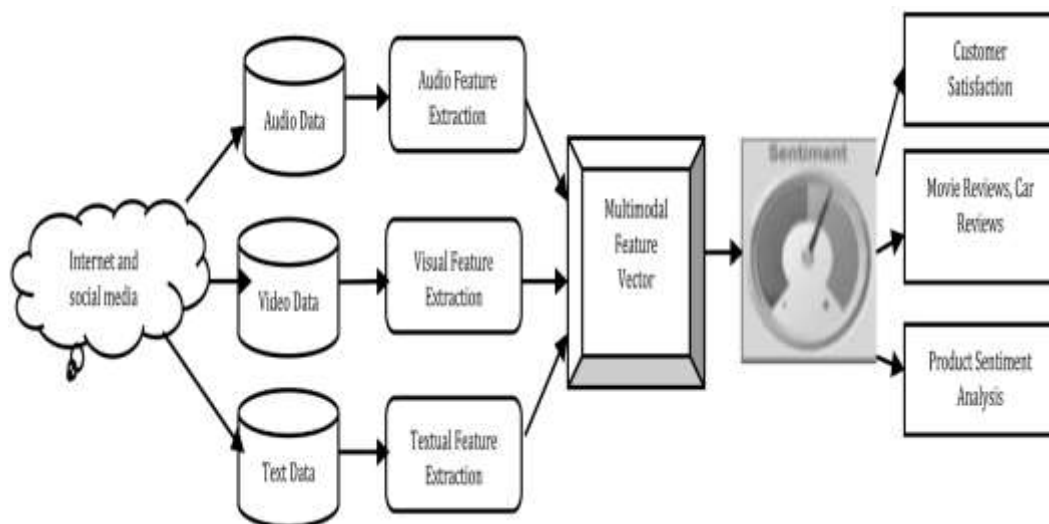 Internet and
social media
Audio Data
Video Data
Text Data
Audio Feature
Extraction
Visual Feature
Extraction
Textual Feature
Extraction
Multimodal
Feature
Vector
Sentiment
Customer
Satisfaction
Movie Reviews, Car
Reviews
Product Sentiment
Analysis